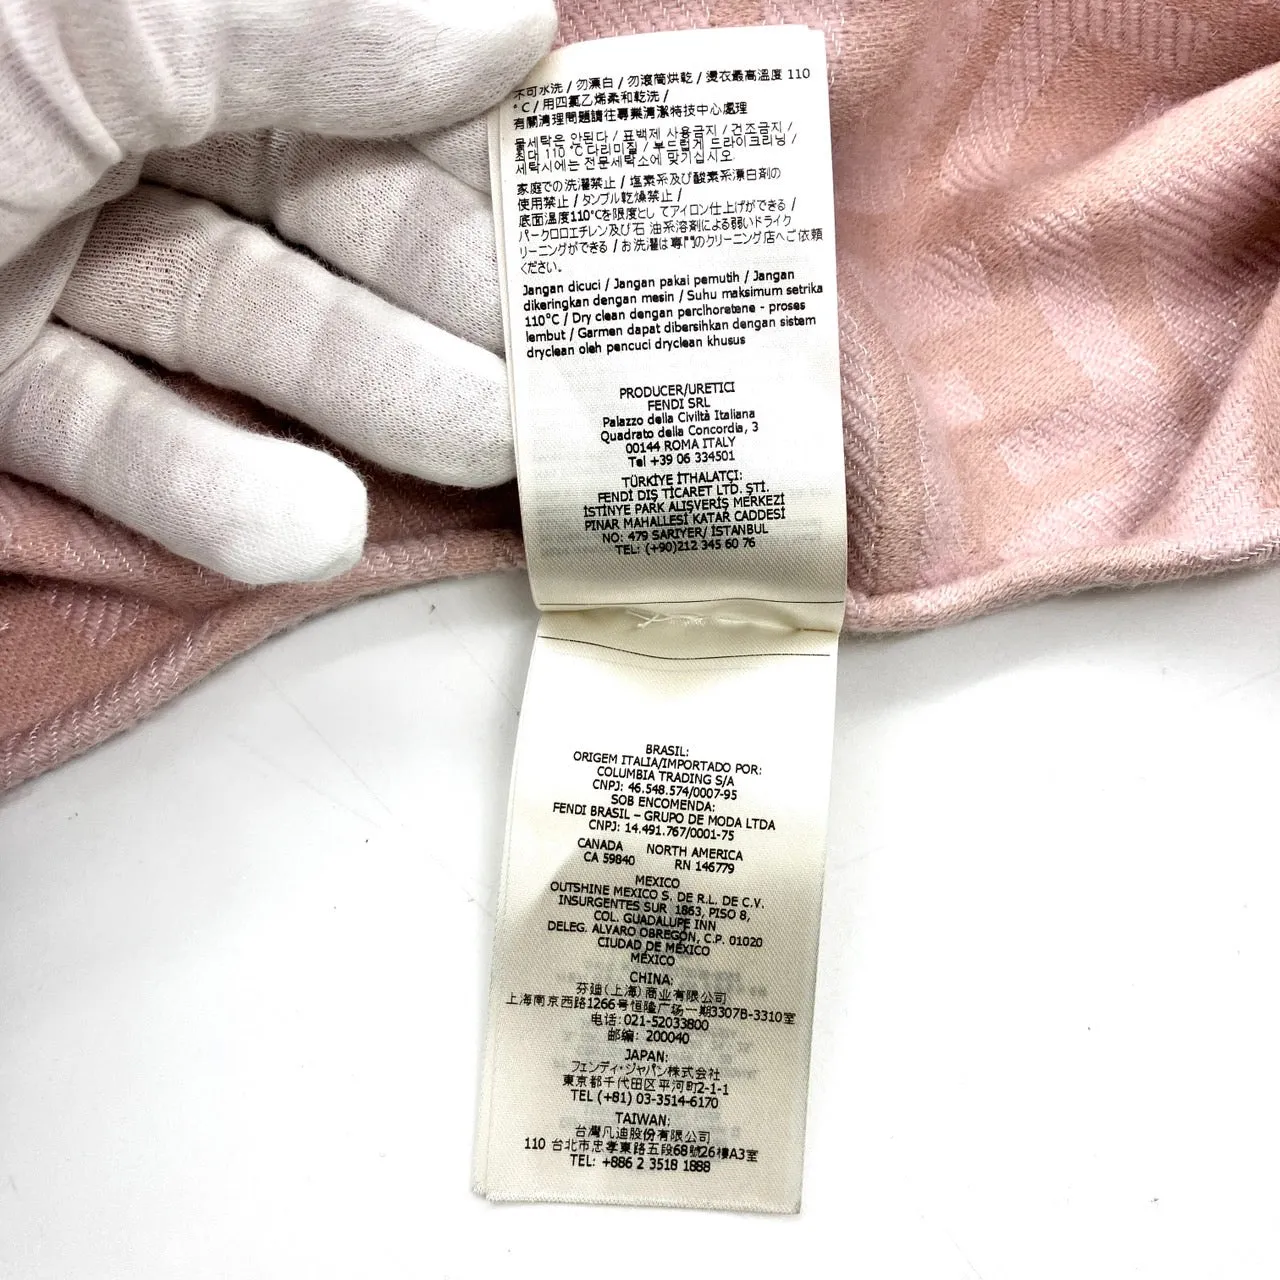 不可水洗 / 勿漂白 / 勿滾筒烘乾 / 燙衣最高溫度 110
°C / 用四氯乙烯柔和乾洗 /
有關清理問題請往專業清潔特技中心處理
물세탁은 안된다 / 표백제 사용금지 / 건조금지 /
최대 110 °C 다리미질 / 부드럽게 드라이크리닝 /
세탁시에는 전문세탁소에 맞기십시오
家庭での洗濯禁止 / 塩素系及び酸素系漂白剤の
使用禁止 / タンブル乾燥禁止 /
底面温度110°Cを限度とし てアイロン仕上げができる /
パークロロエチレン及び石 油系溶剤による弱いドライク
リーニングができる / お洗濯は専門のクリーニング店へご依頼
ください。
Jangan dicuci / Jangan pakai pemutih / Jangan
dikeringkan dengan mesin / Suhu maksimum setrika
110°C / Dry clean dengan perclhoretene - proses
lembut / Garmen dapat dibersihkan dengan sistem
dryclean oleh pencuci dryclean khusus
PRODUCER/URETICI
FENDI SRL
Palazzo della Civiltà Italiana
Quadrato della Concordia, 3
00144 ROMA ITALY
Tel +39 06 334501
TÜRKİYE İTHALATÇI:
FENDİ DIŞ TİCARET LTD. ŞTİ.
İSTİNYE PARK ALIŞVERİŞ MERKEZİ
PINAR MAHALLESİ KATAR CADDESİ
NO: 479 SARIYER/ İSTANBUL
TEL: (+90)212 345 60 76
BRASIL:
ORIGEM ITALIA/IMPORTADO POR:
COLUMBIA TRADING S/A
CNPJ: 46.548.574/0007-95
SOB ENCOMENDA:
FENDI BRASIL – GRUPO DE MODA LTDA
CNPJ: 14.491.767/0001-75
CANADA NORTH AMERICA
CA 59840 RN 146779
MEXICO
OUTSHINE MEXICO S. DE R.L. DE C.V.
INSURGENTES SUR 1863, PISO 8,
COL. GUADALUPE INN
DELEG. ALVARO OBREGÓN, C.P. 01020
CIUDAD DE MÉXICO
MÉXICO
CHINA:
芬迪(上海) 商业有限公司
上海南京西路1266号恒隆广场一期3307B-3310室
电话: 021-52033800
邮编: 200040
JAPAN:
フェンディ・ジャパン株式会社
東京都千代田区平河町2-1-1
TEL (+81) 03-3514-6170
TAIWAN:
台灣凡迪股份有限公司
110 台北市忠孝東路五段68號26樓A3室
TEL: +886 2 3518 1888